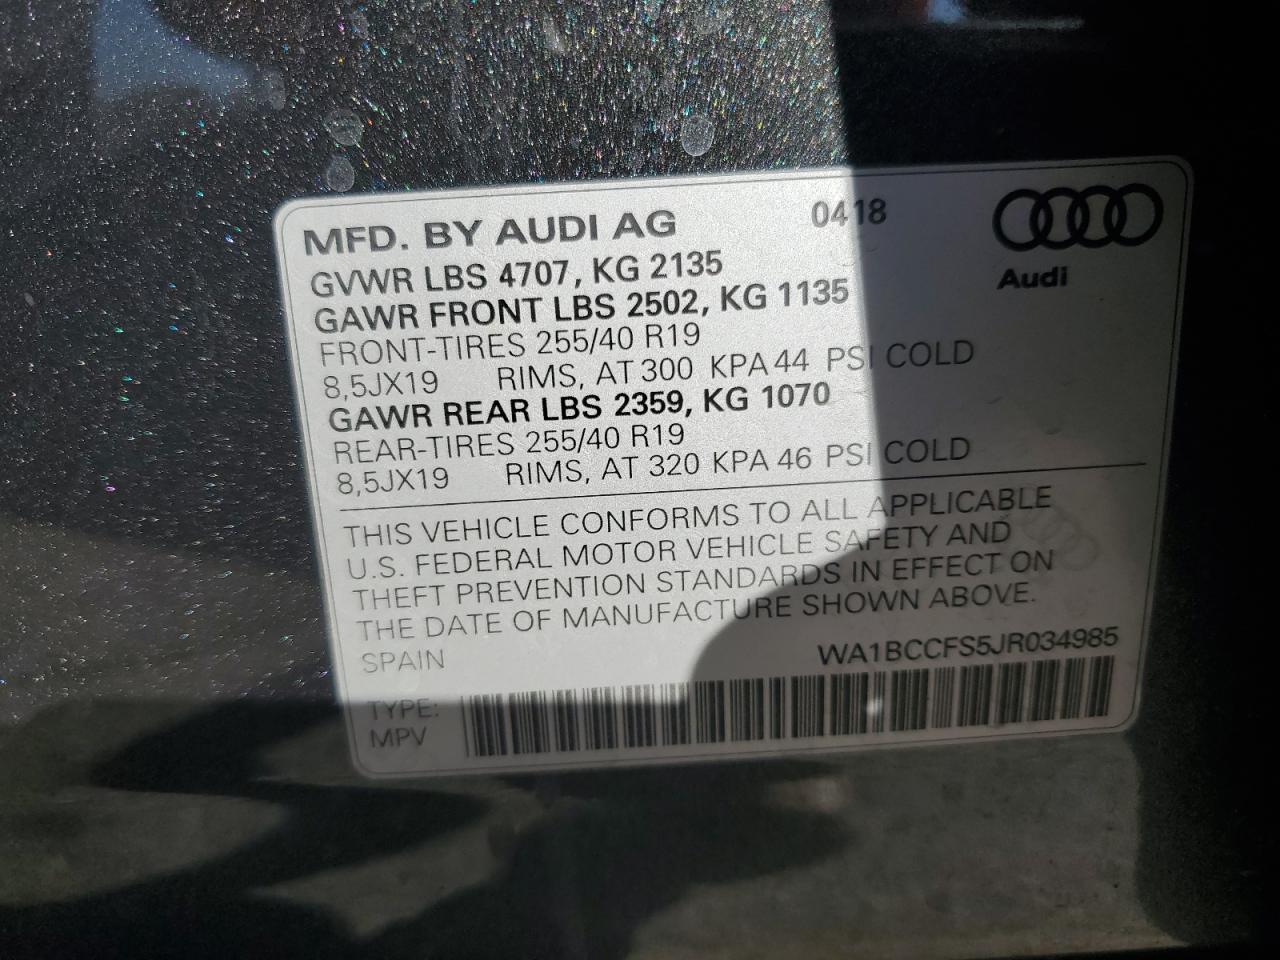 MFD. BY AUDI AG 0418
Audi
GVWR LBS 4707, KG 2135
GAWR FRONT LBS 2502, KG 1135
FRONT-TIRES 255/40 R19
8,5JX19 RIMS, AT 300 KPA 44 PSI COLD
GAWR REAR LBS 2359, KG 1070
REAR-TIRES 255/40 R19
8,5JX19 RIMS, AT 320 KPA 46 PSI COLD
THIS VEHICLE CONFORMS TO ALL APPLICABLE
U.S. FEDERAL MOTOR VEHICLE SAFETY AND
THEFT PREVENTION STANDARDS IN EFFECT ON
THE DATE OF MANUFACTURE SHOWN ABOVE.
SPAIN WA1BCCFS5JR034985
TYPE:
MPV